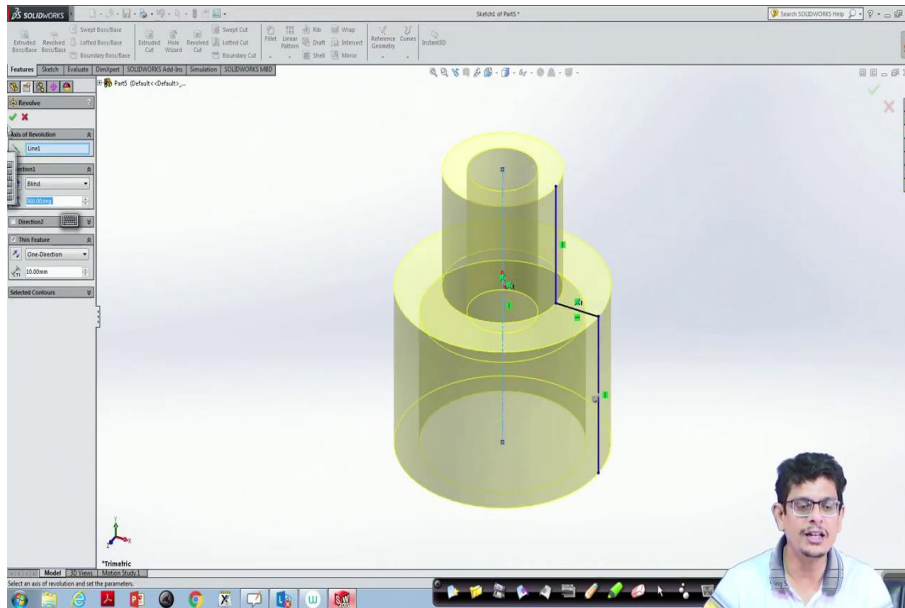 SOLIDWORKS
Sketch1 of Part5 *
Search SOLIDWORKS Help
Extruded Boss/Base
Revolved Boss/Base
Swept Boss/Base
Lofted Boss/Base
Boundary Boss/Base
Extruded Cut
Hole Wizard
Revolved Cut
Swept Cut
Lofted Cut
Boundary Cut
Fillet
Linear Pattern
Rib
Draft
Shell
Wrap
Intersect
Mirror
Reference Geometry
Curves
Instant3D
Features Sketch Evaluate DimXpert SOLIDWORKS Add-Ins Simulation SOLIDWORKS MBD
Part5 (Default<<Default>_...
Revolve
Axis of Revolution
Line1
Blind
Direction2
Thin Feature
One-Direction
10.00mm
Selected Contours
*Trimetric
Model 3D Views Motion Study 1
Select an axis of revolution and set the parameters.